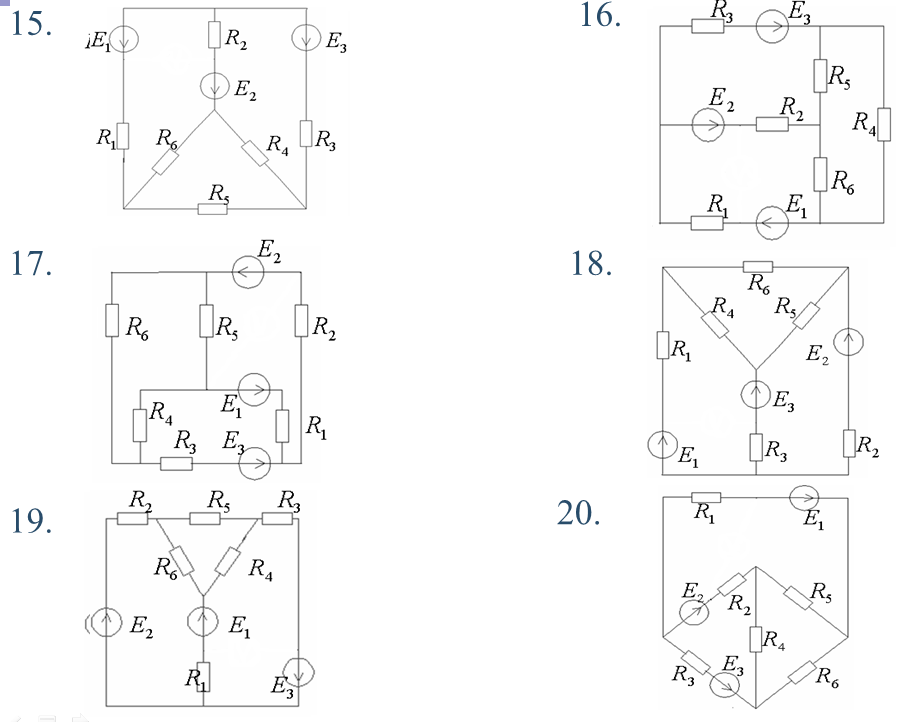 15.
E₁
R₂
E₃
E₂
R₁
R₆
R₄
R₃
R₅
16.
R₃
E₃
R₅
E₂
R₂
R₄
R₆
R₁
E₁
17.
E₂
R₆
R₅
R₂
E₁
R₄
R₁
R₃
E₃
18.
R₆
R₄
R₅
R₁
E₂
E₃
E₁
R₃
R₂
19.
R₂
R₅
R₃
R₆
R₄
E₂
E₁
R₁
E₃
20.
R₁
E₁
E₂
R₂
R₅
R₄
R₃
E₃
R₆